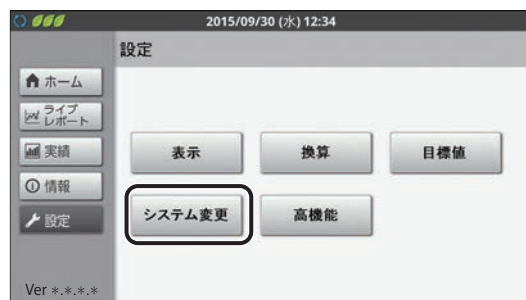 2015/09/30 (水) 12:34
設定
ホーム
ライブ
レポート
実績
情報
設定
表示
換算
目標値
システム変更
高機能
Ver *.*.*.*